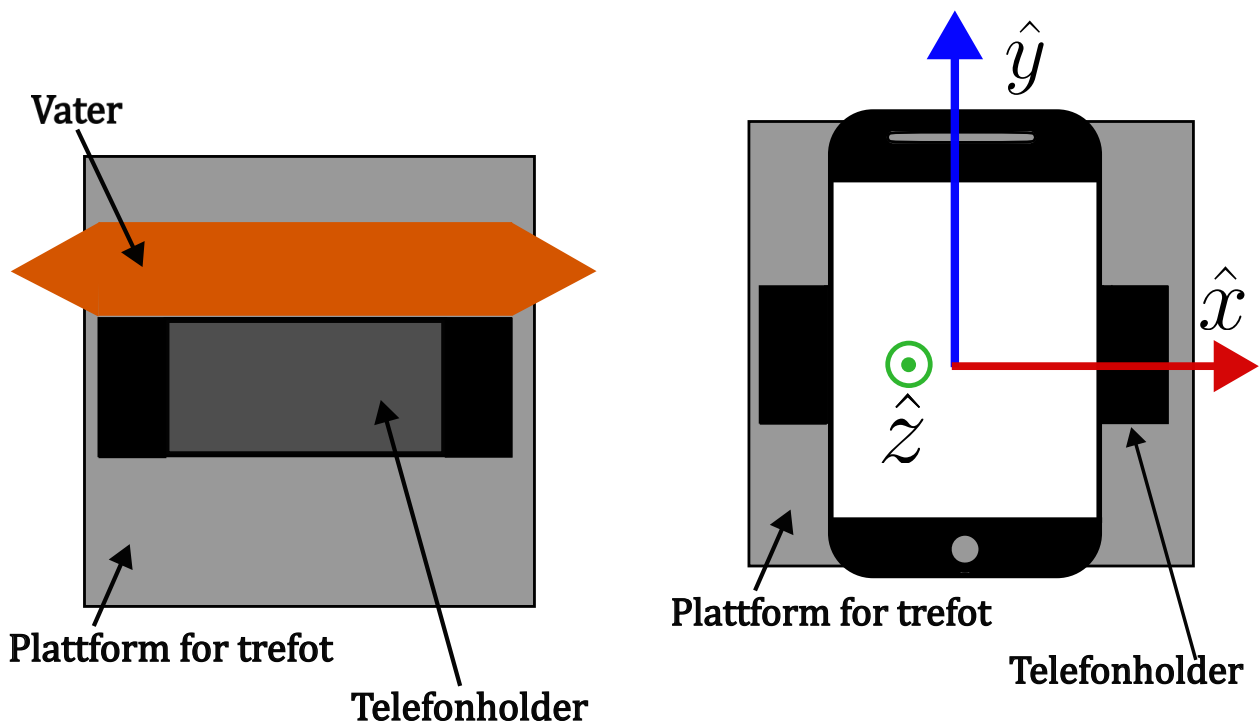 Vater
Plattform for trefot
Telefonholder
ŷ
x̂
ẑ
Plattform for trefot
Telefonholder